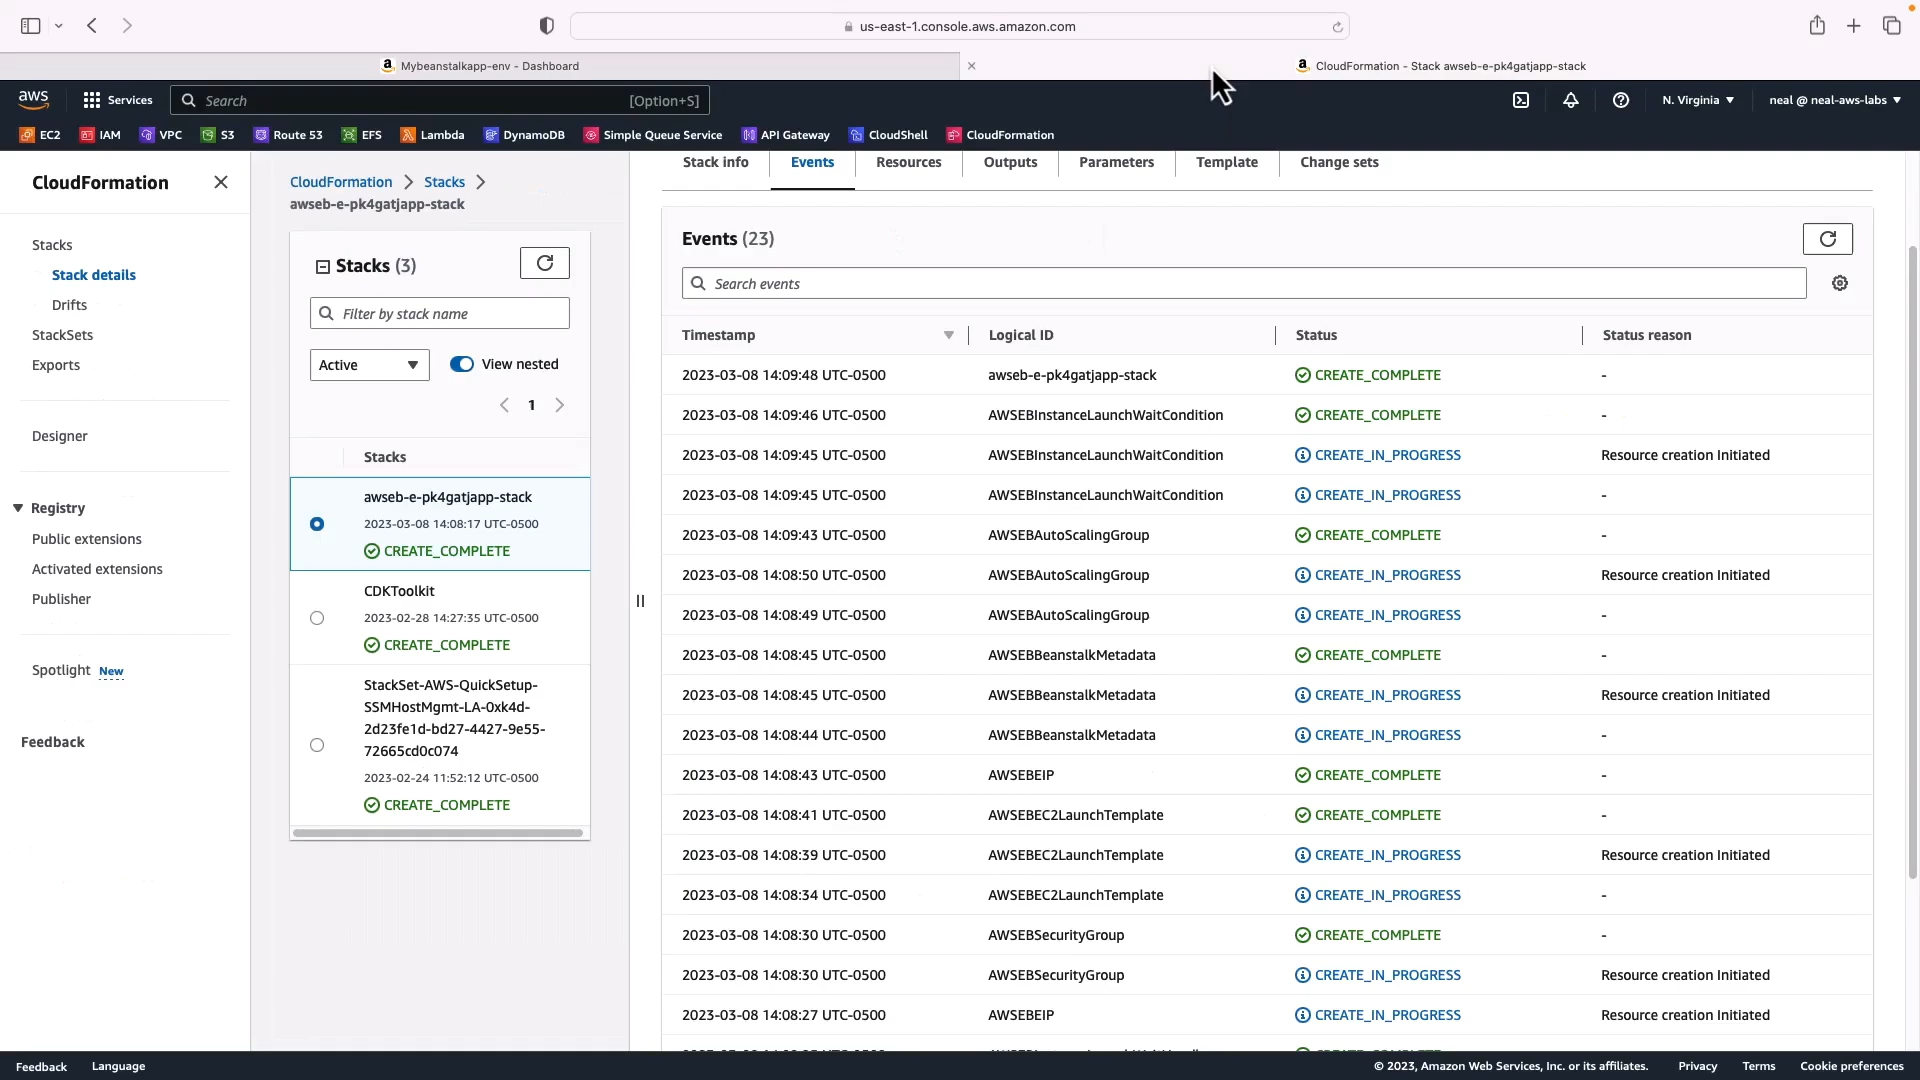 us-east-1.console.aws.amazon.com
Mybeanstalkapp-env - Dashboard
CloudFormation - Stack awseb-e-pk4gatjapp-stack
aws
Services
Search
[Option+S]
N. Virginia
neal @ neal-aws-labs
EC2
IAM
VPC
S3
Route 53
EFS
Lambda
DynamoDB
Simple Queue Service
API Gateway
CloudShell
CloudFormation
CloudFormation
Stacks
Stack details
Drifts
StackSets
Exports
Designer
Registry
Public extensions
Activated extensions
Publisher
Spotlight New
Feedback
CloudFormation
Stacks
awseb-e-pk4gatjapp-stack
Stacks (3)
Filter by stack name
Active
View nested
1
Stacks
awseb-e-pk4gatjapp-stack
2023-03-08 14:08:17 UTC-0500
CREATE_COMPLETE
CDKToolkit
2023-02-28 14:27:35 UTC-0500
CREATE_COMPLETE
StackSet-AWS-QuickSetup-
SSMHostMgmt-LA-0xk4d-
2d23fe1d-bd27-4427-9e55-
72665cd0c074
2023-02-24 11:52:12 UTC-0500
CREATE_COMPLETE
Stack info
Events
Resources
Outputs
Parameters
Template
Change sets
Events (23)
Search events
Timestamp Logical ID Status Status reason
2023-03-08 14:09:48 UTC-0500 awseb-e-pk4gatjapp-stack CREATE_COMPLETE -
2023-03-08 14:09:46 UTC-0500 AWSEBInstanceLaunchWaitCondition CREATE_COMPLETE -
2023-03-08 14:09:45 UTC-0500 AWSEBInstanceLaunchWaitCondition CREATE_IN_PROGRESS Resource creation Initiated
2023-03-08 14:09:45 UTC-0500 AWSEBInstanceLaunchWaitCondition CREATE_IN_PROGRESS -
2023-03-08 14:09:43 UTC-0500 AWSEBAutoScalingGroup CREATE_COMPLETE -
2023-03-08 14:08:50 UTC-0500 AWSEBAutoScalingGroup CREATE_IN_PROGRESS Resource creation Initiated
2023-03-08 14:08:49 UTC-0500 AWSEBAutoScalingGroup CREATE_IN_PROGRESS -
2023-03-08 14:08:45 UTC-0500 AWSEBBeanstalkMetadata CREATE_COMPLETE -
2023-03-08 14:08:45 UTC-0500 AWSEBBeanstalkMetadata CREATE_IN_PROGRESS Resource creation Initiated
2023-03-08 14:08:44 UTC-0500 AWSEBBeanstalkMetadata CREATE_IN_PROGRESS -
2023-03-08 14:08:43 UTC-0500 AWSEBEIP CREATE_COMPLETE -
2023-03-08 14:08:41 UTC-0500 AWSEBEC2LaunchTemplate CREATE_COMPLETE -
2023-03-08 14:08:39 UTC-0500 AWSEBEC2LaunchTemplate CREATE_IN_PROGRESS Resource creation Initiated
2023-03-08 14:08:34 UTC-0500 AWSEBEC2LaunchTemplate CREATE_IN_PROGRESS -
2023-03-08 14:08:30 UTC-0500 AWSEBSecurityGroup CREATE_COMPLETE -
2023-03-08 14:08:30 UTC-0500 AWSEBSecurityGroup CREATE_IN_PROGRESS Resource creation Initiated
2023-03-08 14:08:27 UTC-0500 AWSEBEIP CREATE_IN_PROGRESS Resource creation Initiated
Feedback Language
© 2023, Amazon Web Services, Inc. or its affiliates. Privacy Terms Cookie preferences